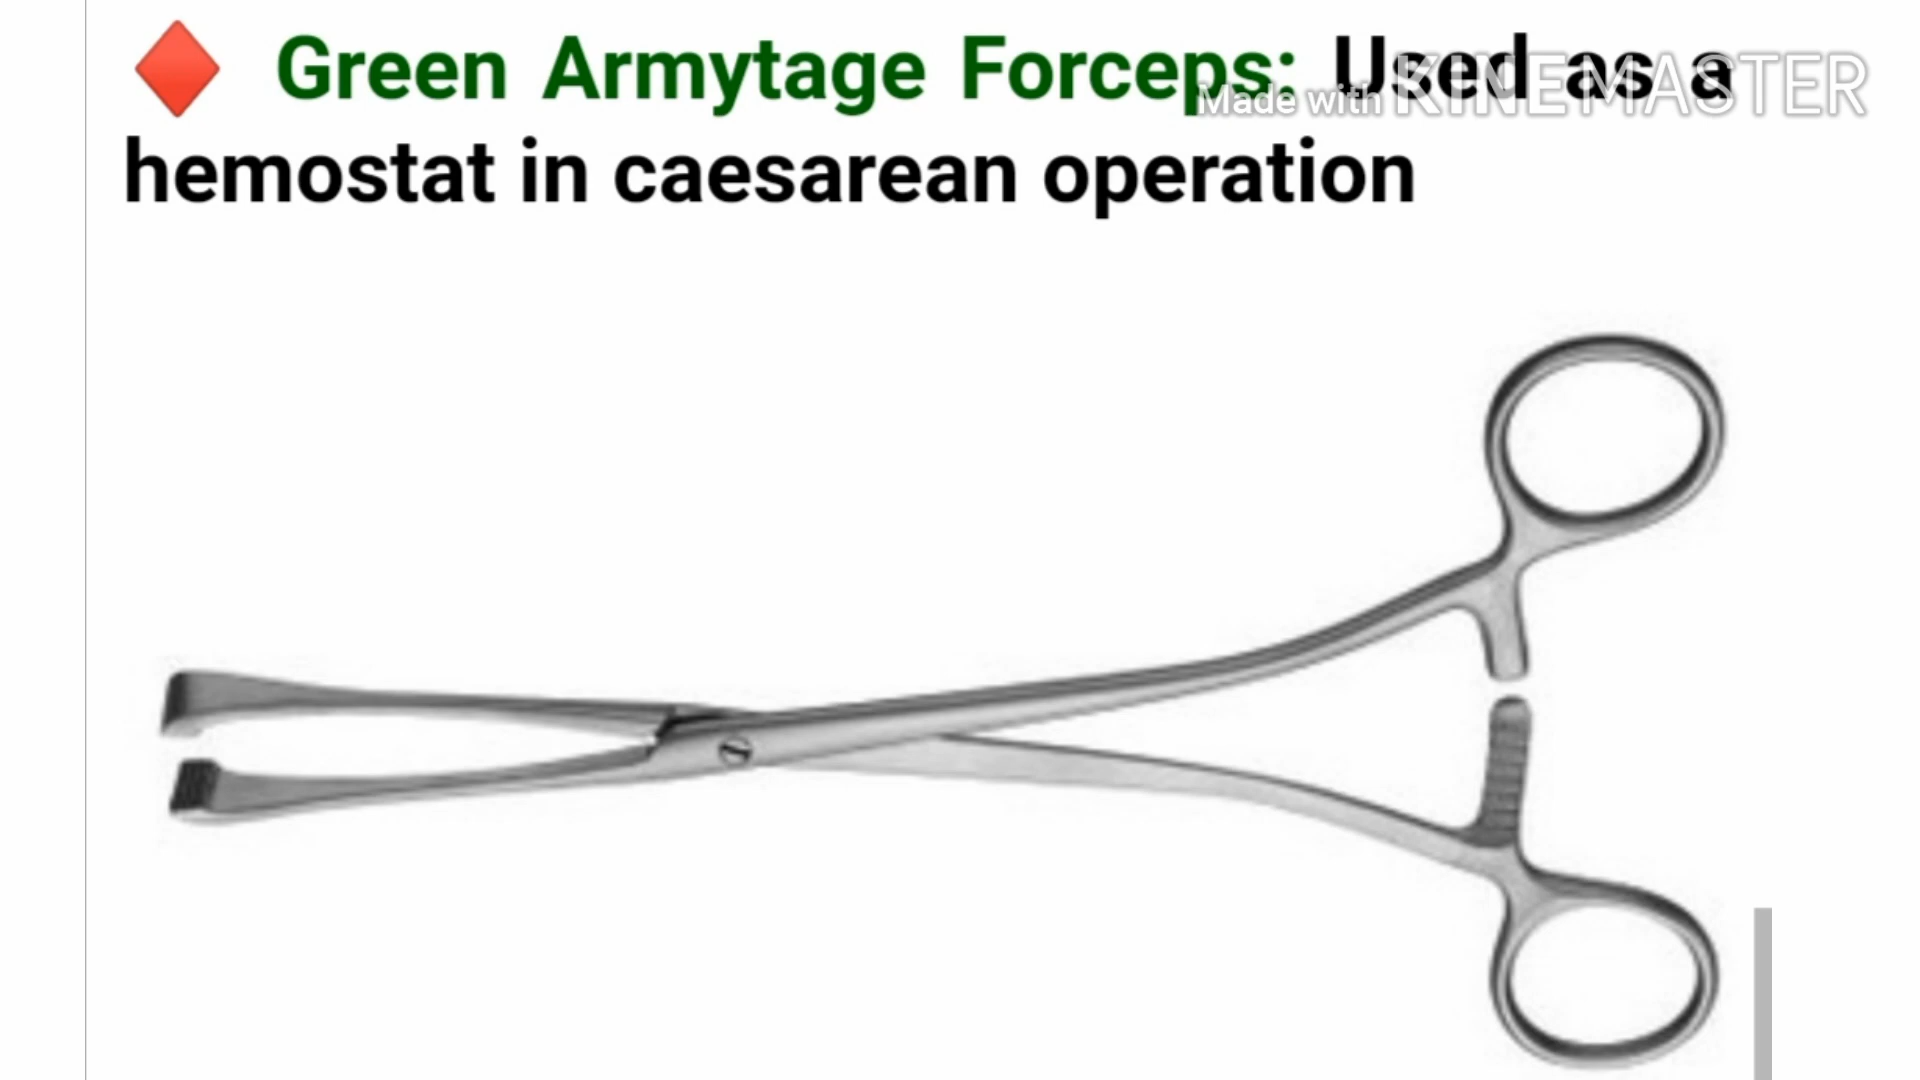 Green Armytage Forceps: Used as a
Made with KINEMASTER
hemostat in caesarean operation